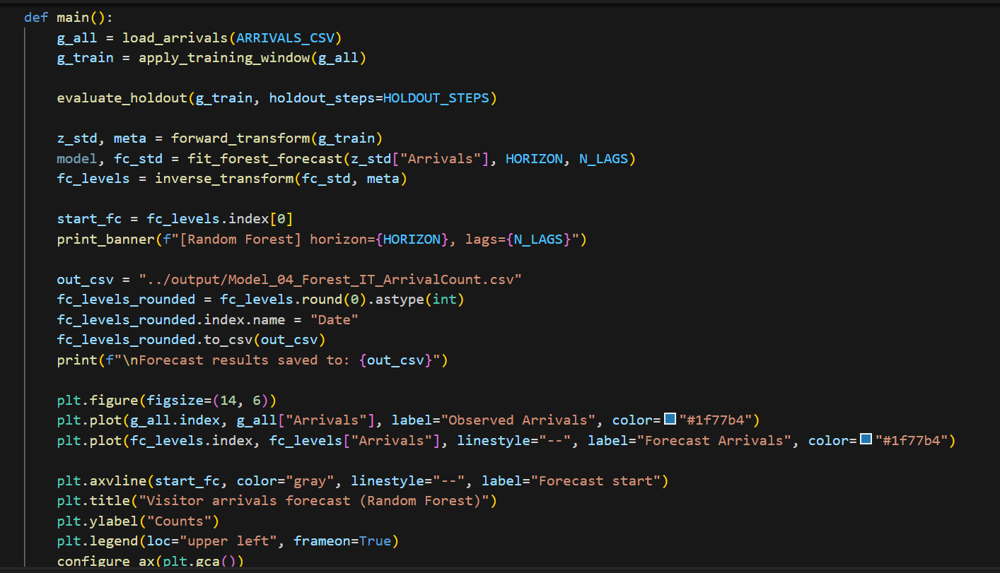 def main():
    g_all = load_arrivals(ARRIVALS_CSV)
    g_train = apply_training_window(g_all)

    evaluate_holdout(g_train, holdout_steps=HOLDOUT_STEPS)

    z_std, meta = forward_transform(g_train)
    model, fc_std = fit_forest_forecast(z_std["Arrivals"], HORIZON, N_LAGS)
    fc_levels = inverse_transform(fc_std, meta)

    start_fc = fc_levels.index[0]
    print_banner(f"[Random Forest] horizon={HORIZON}, lags={N_LAGS}")

    out_csv = "../output/Model_04_Forest_IT_ArrivalCount.csv"
    fc_levels_rounded = fc_levels.round(0).astype(int)
    fc_levels_rounded.index.name = "Date"
    fc_levels_rounded.to_csv(out_csv)
    print(f"\nForecast results saved to: {out_csv}")

    plt.figure(figsize=(14, 6))
    plt.plot(g_all.index, g_all["Arrivals"], label="Observed Arrivals", color="#1f77b4")
    plt.plot(fc_levels.index, fc_levels["Arrivals"], linestyle="--", label="Forecast Arrivals", color="#1f77b4")

    plt.axvline(start_fc, color="gray", linestyle="--", label="Forecast start")
    plt.title("Visitor arrivals forecast (Random Forest)")
    plt.ylabel("Counts")
    plt.legend(loc="upper left", frameon=True)
    configure_ax(plt.gca())